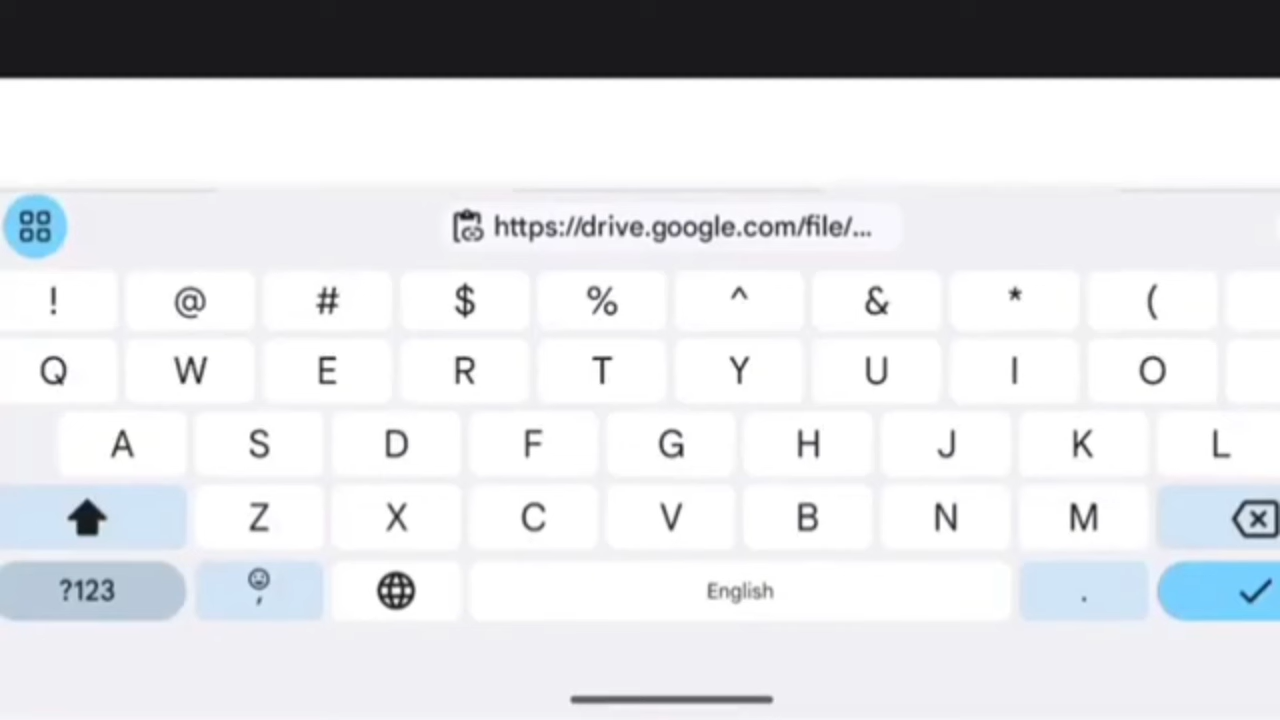 https://drive.google.com/file/...
! @ # $ % ^ & * (
Q W E R T Y U I O
A S D F G H J K L
Z X C V B N M
?123 , English .